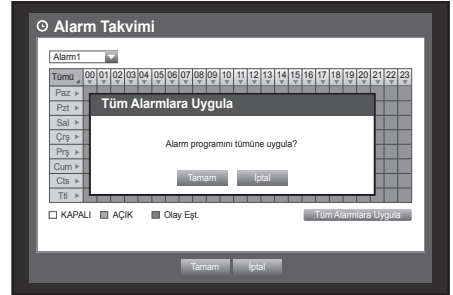 Alarm Takvimi
Alarm1
Tümü 00 01 02 03 04 05 06 07 08 09 10 11 12 13 14 15 16 17 18 19 20 21 22 23
Paz
Pzt
Sal
Çrş
Prş
Cum
Cts
Ttl
Tüm Alarmlara Uygula
Alarm programını tümüne uygula?
Tamam İptal
KAPALI AÇIK Olay Eşt. Tüm Alarmlara Uygula
Tamam İptal